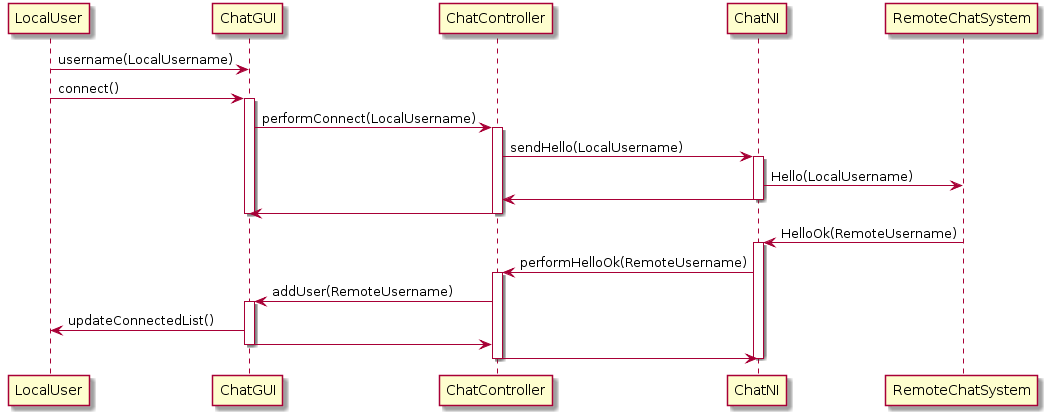 LocalUser
ChatGUI
ChatController
ChatNI
RemoteChatSystem
username(LocalUsername)
connect()
performConnect(LocalUsername)
sendHello(LocalUsername)
Hello(LocalUsername)
HelloOk(RemoteUsername)
performHelloOk(RemoteUsername)
addUser(RemoteUsername)
updateConnectedList()
LocalUser
ChatGUI
ChatController
ChatNI
RemoteChatSystem